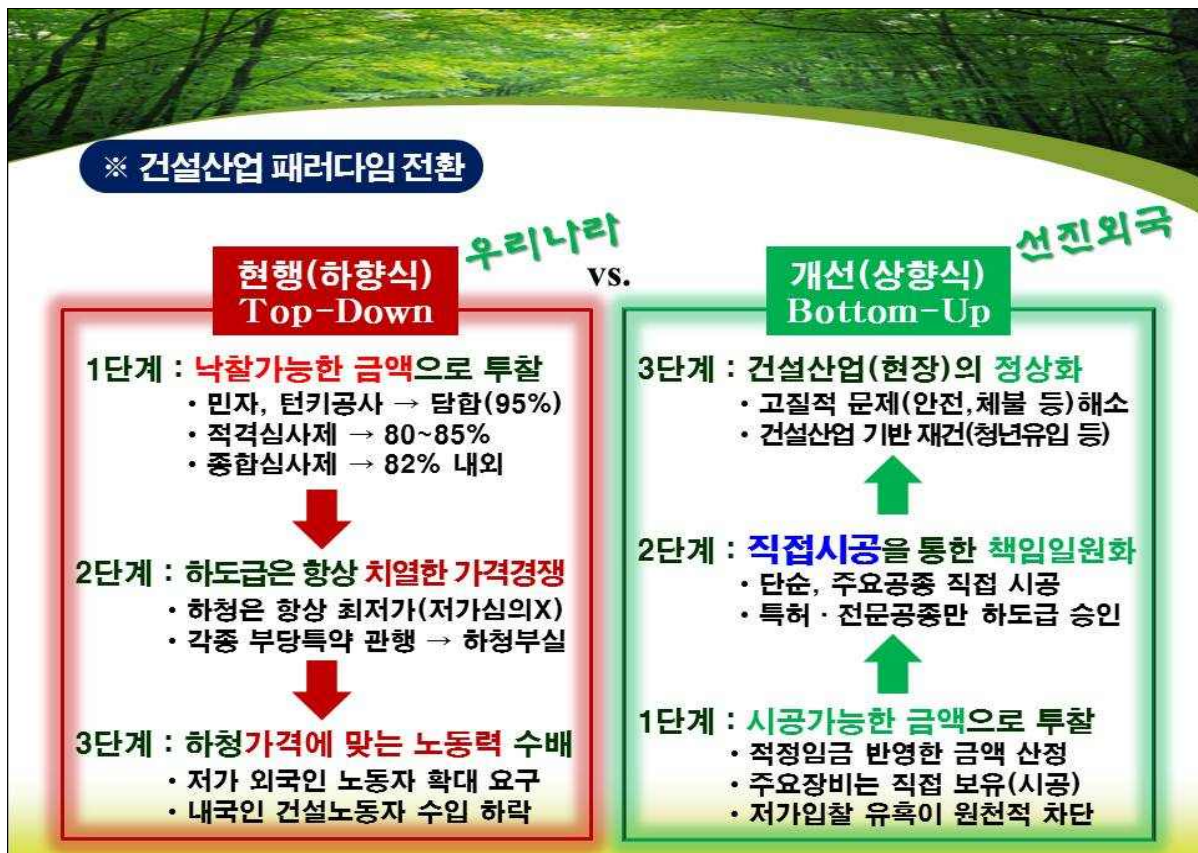 ※ 건설산업 패러다임 전환
우리나라
현행(하향식)
Top-Down
1단계 : 낙찰가능한 금액으로 투찰
· 민자, 턴키공사 → 담합(95%)
· 적격심사제 → 80~85%
· 종합심사제 → 82% 내외
2단계 : 하도급은 항상 치열한 가격경쟁
· 하청은 항상 최저가(저가심의X)
· 각종 부당특약 관행 → 하청부실
3단계 : 하청가격에 맞는 노동력 수배
· 저가 외국인 노동자 확대 요구
· 내국인 건설노동자 수입 하락
vs.
선진외국
개선(상향식)
Bottom-Up
3단계 : 건설산업(현장)의 정상화
· 고질적 문제(안전,체불 등)해소
· 건설산업 기반 재건(청년유입 등)
2단계 : 직접시공을 통한 책임일원화
· 단순, 주요공종 직접 시공
· 특허 · 전문공종만 하도급 승인
1단계 : 시공가능한 금액으로 투찰
· 적정임금 반영한 금액 산정
· 주요장비는 직접 보유(시공)
· 저가입찰 유혹이 원천적 차단